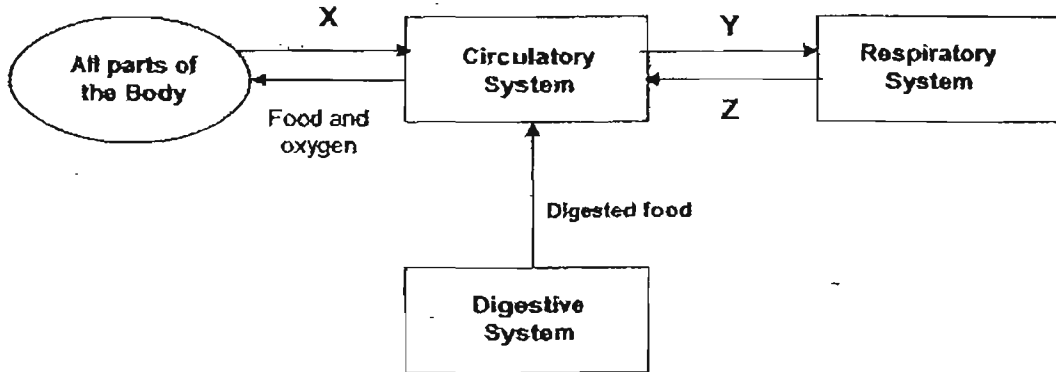 X
All parts of
the Body
Food and
oxygen
Circulatory
System
Y
Z
Respiratory
System
Digested food
Digestive
System